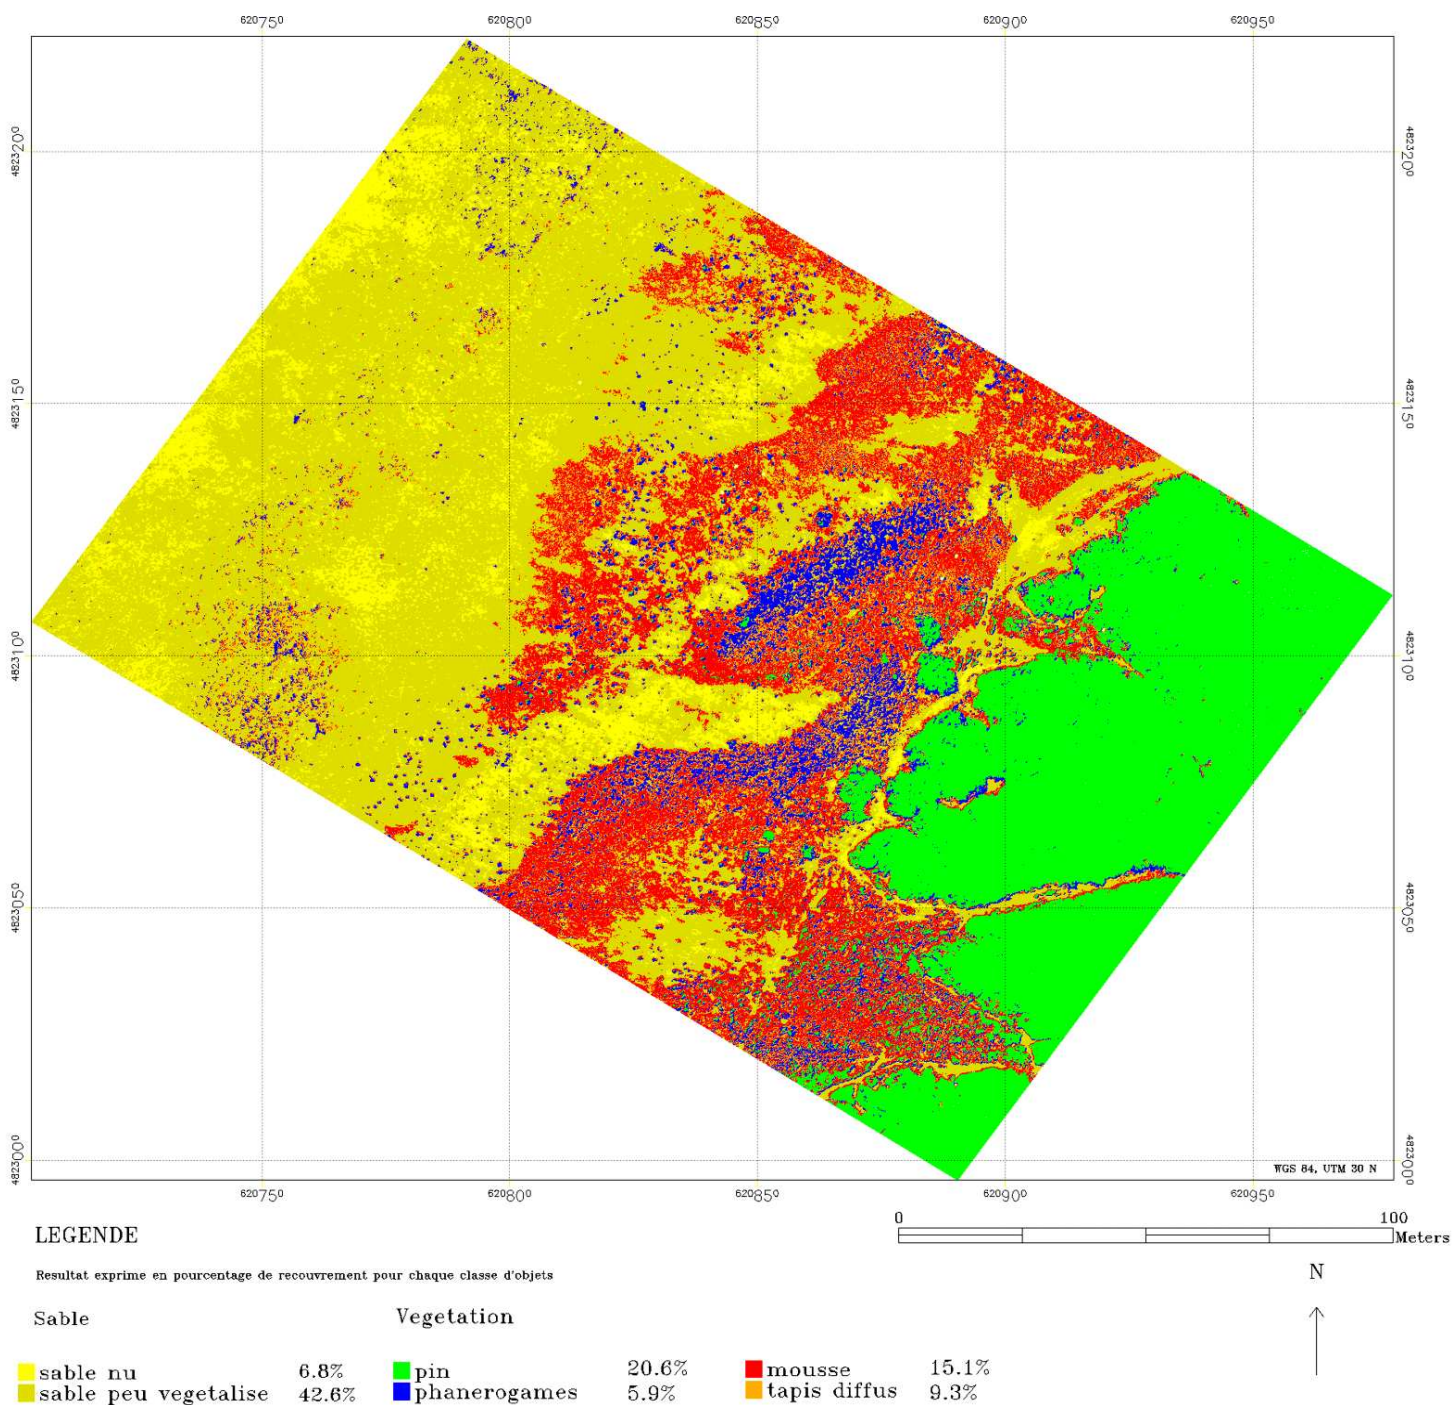 620750 620800 620850 620900 620950
4823200 4823200
4823150 4823150
4823100 4823100
4823050 4823050
4823000 4823000
WGS 84, UTM 30 N
620750 620800 620850 620900 620950
LEGENDE
0 100
Meters
Resultat exprime en pourcentage de recouvrement pour chaque classe d'objets
N
Sable Vegetation
sable nu 6.8% pin 20.6% mousse 15.1%
sable peu vegetalise 42.6% phanerogames 5.9% tapis diffus 9.3%